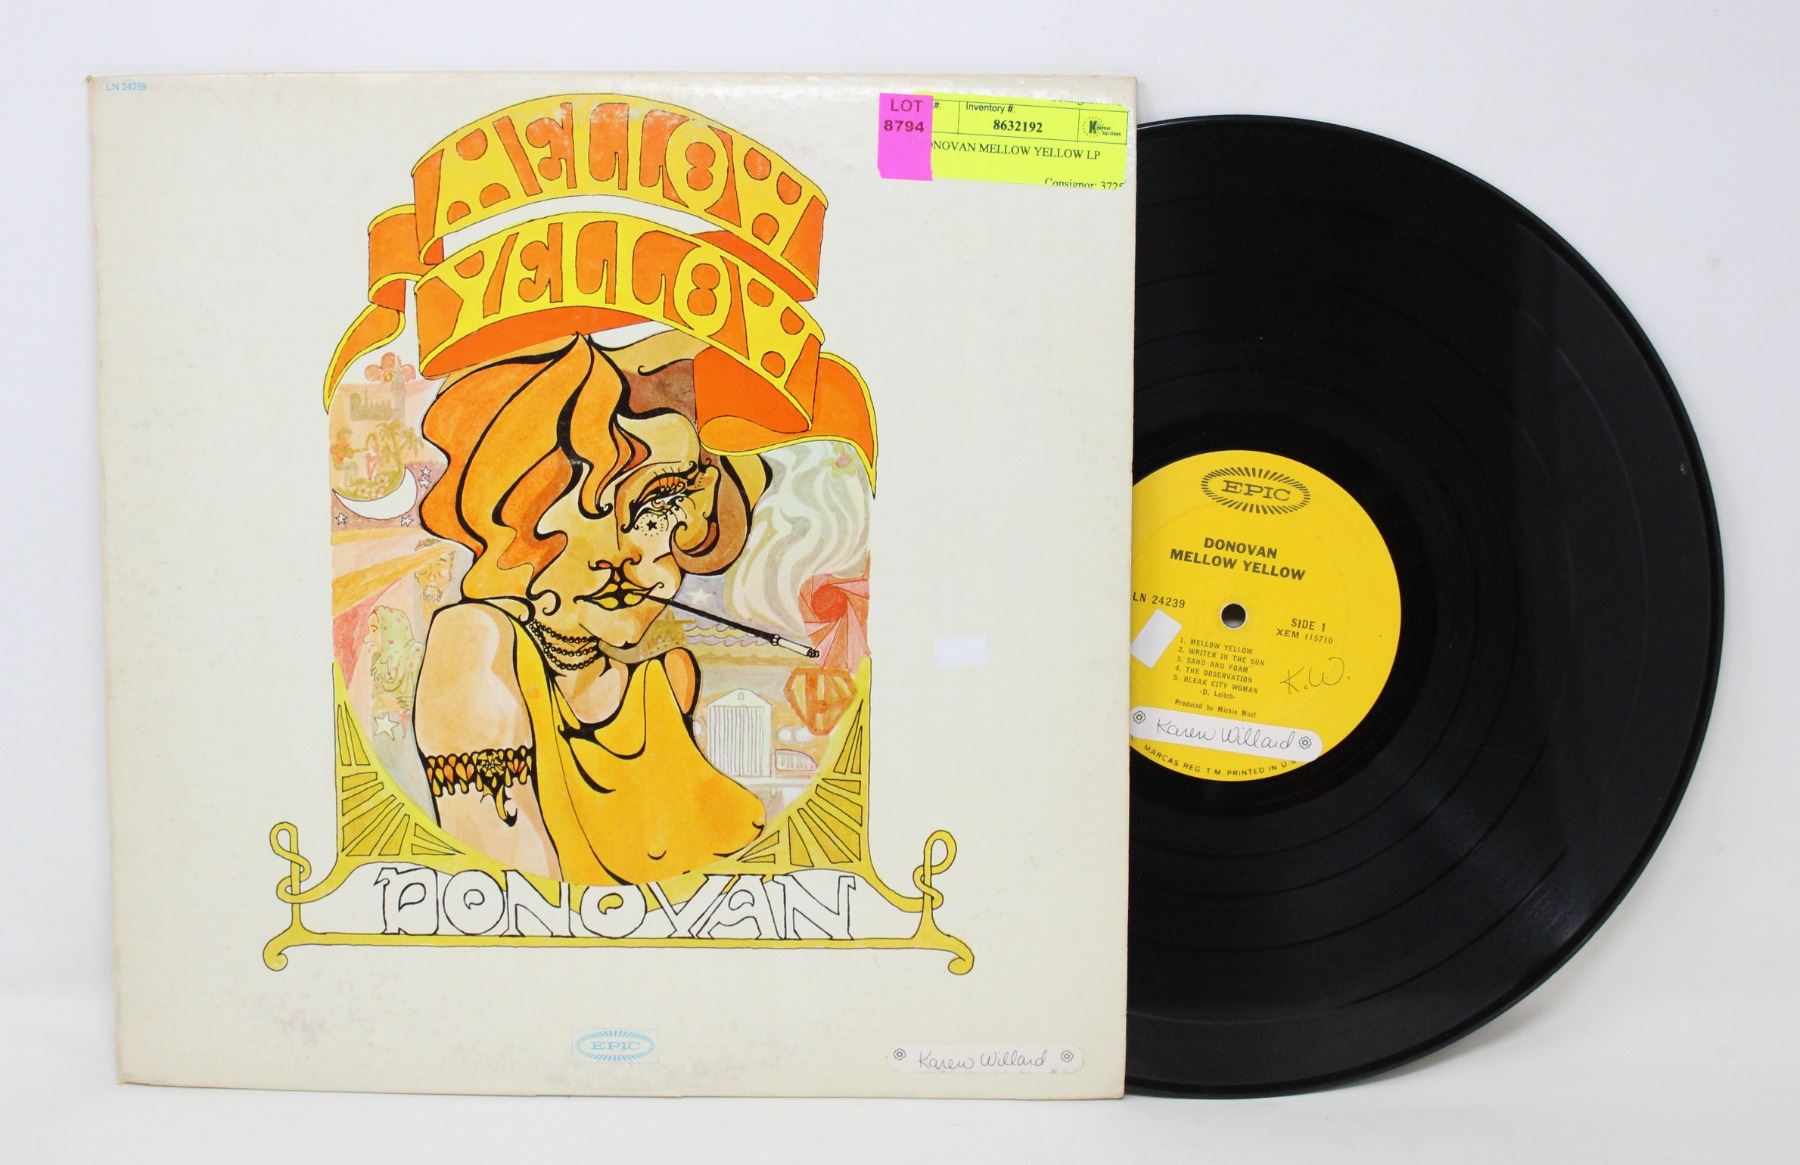 LN 24239
MELLOW
YELLOW
DONOVAN
EPIC
Karen Willard
LOT
8794
#:
Inventory #:
8632192
ONOVAN MELLOW YELLOW LP
Consignor: 3725
EPIC
DONOVAN
MELLOW YELLOW
LN 24239
SIDE 1
XEM 115710
1. MELLOW YELLOW
2. WRITER IN THE SUN
3. SAND AND FOAM
4. THE OBSERVATION
5. BLEAK CITY WOMAN
-D. Leitch-
Produced by Mickie Most
K.W.
Karen Willard
MARCAS REG T M PRINTED IN U S